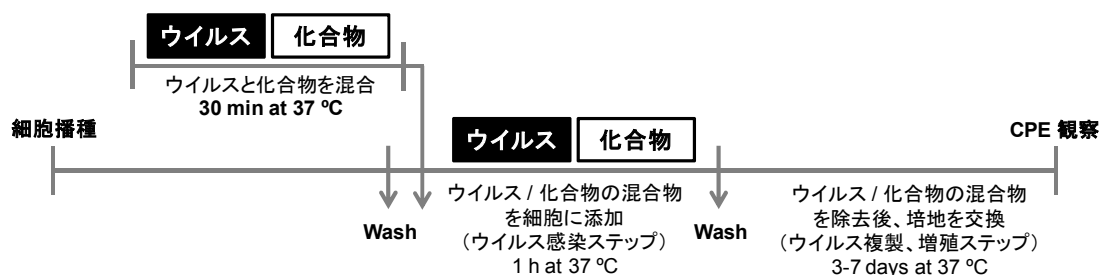 ウイルス 化合物
ウイルスと化合物を混合
30 min at 37 ºC
細胞播種
ウイルス 化合物
CPE 観察
Wash
ウイルス / 化合物の混合物
を細胞に添加
（ウイルス感染ステップ）
1 h at 37 ºC
Wash
ウイルス / 化合物の混合物
を除去後、培地を交換
（ウイルス複製、増殖ステップ）
3-7 days at 37 ºC